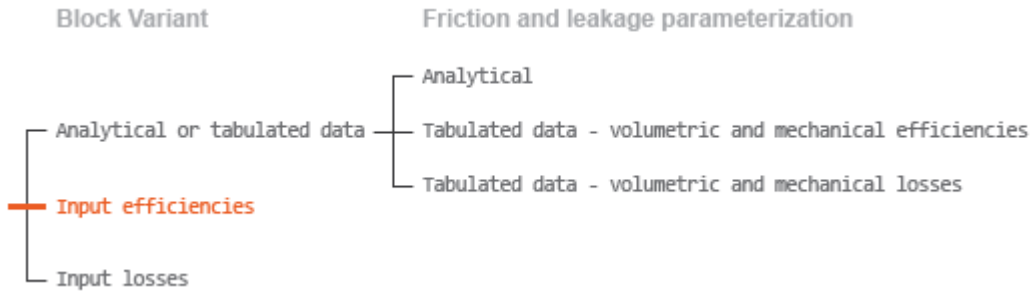 Block Variant
Friction and leakage parameterization
Analytical
Analytical or tabulated data
Tabulated data - volumetric and mechanical efficiencies
Tabulated data - volumetric and mechanical losses
Input efficiencies
Input losses